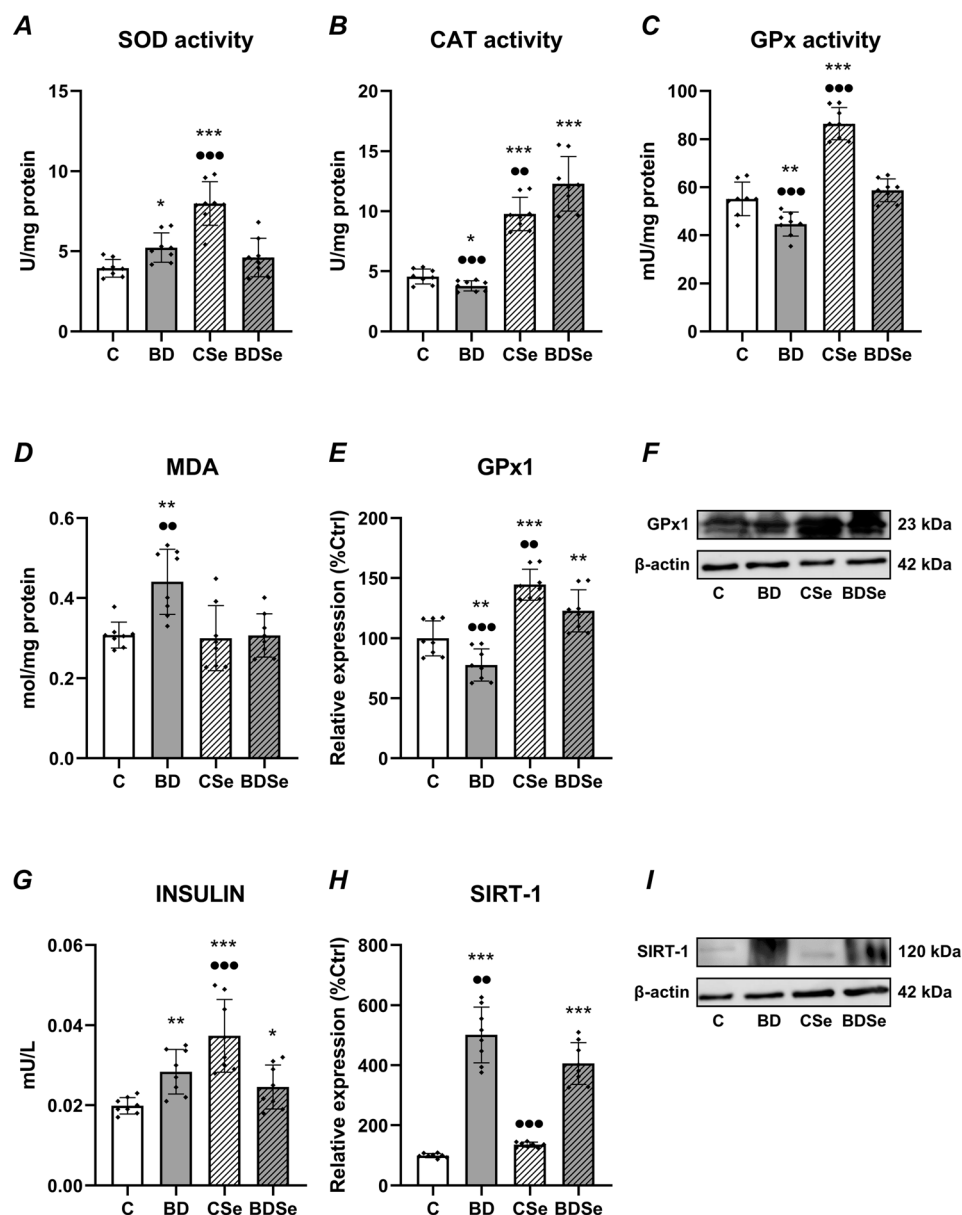 A
SOD activity
U/mg protein
15
10
5
0
*
***
●●●
C BD CSe BDSe
B
CAT activity
U/mg protein
20
15
10
5
0
*
●●●
***
●●
***
C BD CSe BDSe
C
GPx activity
mU/mg protein
100
80
60
40
20
0
**
●●●
***
●●●
C BD CSe BDSe
D
MDA
mol/mg protein
0.6
0.4
0.2
0.0
**
●●
C BD CSe BDSe
E
GPx1
Relative expression (%Ctrl)
200
150
100
50
0
**
●●●
***
●●
**
C BD CSe BDSe
F
GPx1 23 kDa
β-actin 42 kDa
C BD CSe BDSe
G
INSULIN
mU/L
0.06
0.04
0.02
0.00
**
***
●●●
*
C BD CSe BDSe
H
SIRT-1
Relative expression (%Ctrl)
800
600
400
200
0
***
●●
●●●
***
C BD CSe BDSe
I
SIRT-1 120 kDa
β-actin 42 kDa
C BD CSe BDSe